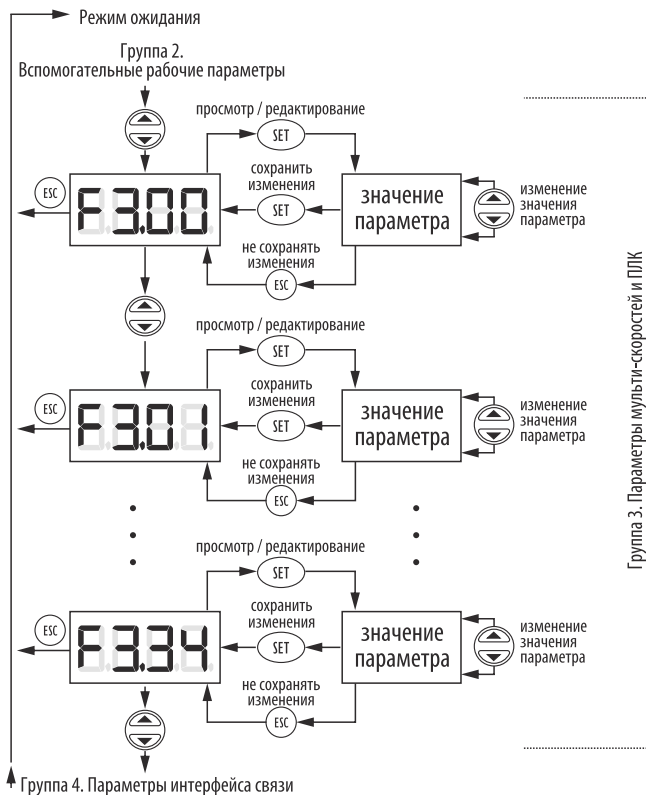 Режим ожидания
Группа 2.
Вспомогательные рабочие параметры
просмотр / редактирование
SET
ESC
сохранить
изменения
F3.00
SET
значение
параметра
изменение
значения
параметра
не сохранять
изменения
ESC
просмотр / редактирование
SET
ESC
сохранить
изменения
F3.01
SET
значение
параметра
изменение
значения
параметра
не сохранять
изменения
ESC
просмотр / редактирование
SET
ESC
сохранить
изменения
F3.34
SET
значение
параметра
изменение
значения
параметра
не сохранять
изменения
ESC
Группа 4. Параметры интерфейса связи
Группа 3. Параметры мульти-скоростей и ПЛК